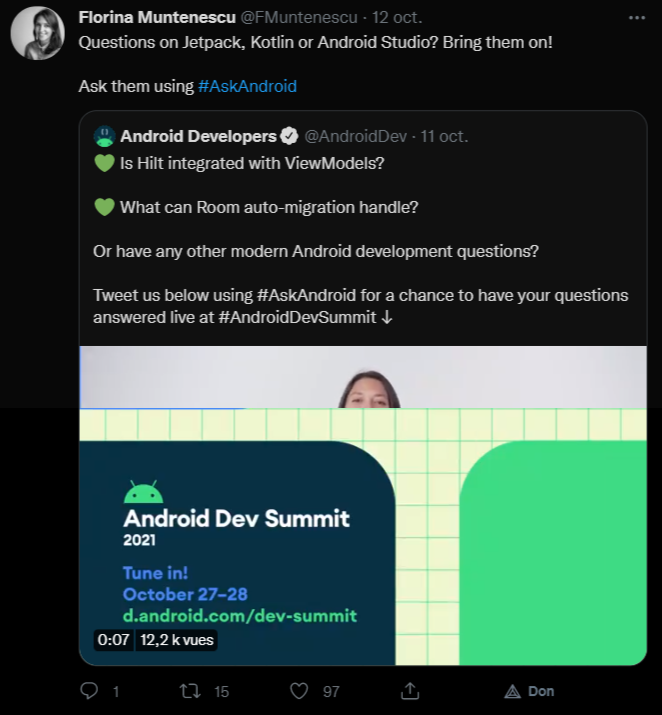 Florina Muntenescu @FMuntenescu · 12 oct.
Questions on Jetpack, Kotlin or Android Studio? Bring them on!
Ask them using #AskAndroid
Android Developers @AndroidDev · 11 oct.
💚 Is Hilt integrated with ViewModels?
💚 What can Room auto-migration handle?
Or have any other modern Android development questions?
Tweet us below using #AskAndroid for a chance to have your questions
answered live at #AndroidDevSummit ↓
Android Dev Summit
2021
Tune in!
October 27–28
d.android.com/dev-summit
0:07 12,2 k vues
1 15 97 Don